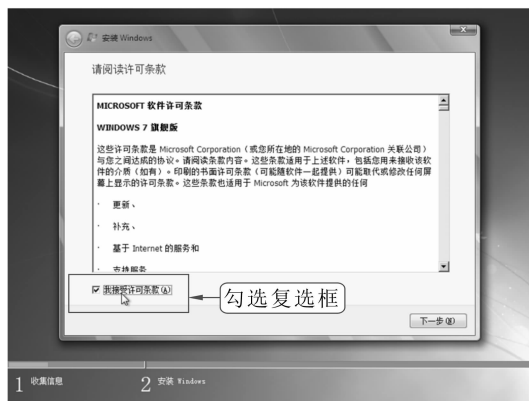 安装 Windows
请阅读许可条款
MICROSOFT 软件许可条款
WINDOWS 7 旗舰版
这些许可条款是 Microsoft Corporation（或您所在地的 Microsoft Corporation 关联公司）
与您之间达成的协议。请阅读条款内容。这些条款适用于上述软件，包括您用来接收该软
件的介质（如有）。印刷的书面许可条款（可能随软件一起提供）可能取代或修改任何屏
幕上显示的许可条款。这些条款也适用于 Microsoft 为该软件提供的任何
· 更新、
· 补充、
· 基于 Internet 的服务和
· 支持服务
我接受许可条款(A)
勾选复选框
下一步(N)
1 收集信息
2 安装 Windows